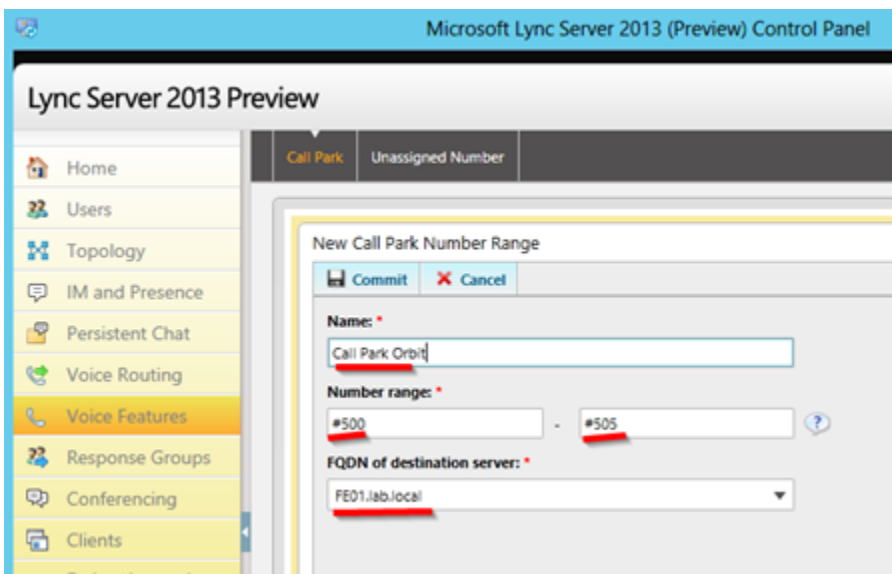 Microsoft Lync Server 2013 (Preview) Control Panel
Lync Server 2013 Preview
Home
Users
Topology
IM and Presence
Persistent Chat
Voice Routing
Voice Features
Response Groups
Conferencing
Clients
Call Park Unassigned Number
New Call Park Number Range
Commit Cancel
Name: *
Call Park Orbit
Number range: *
#500 - #505 ?
FQDN of destination server: *
FE01.lab.local